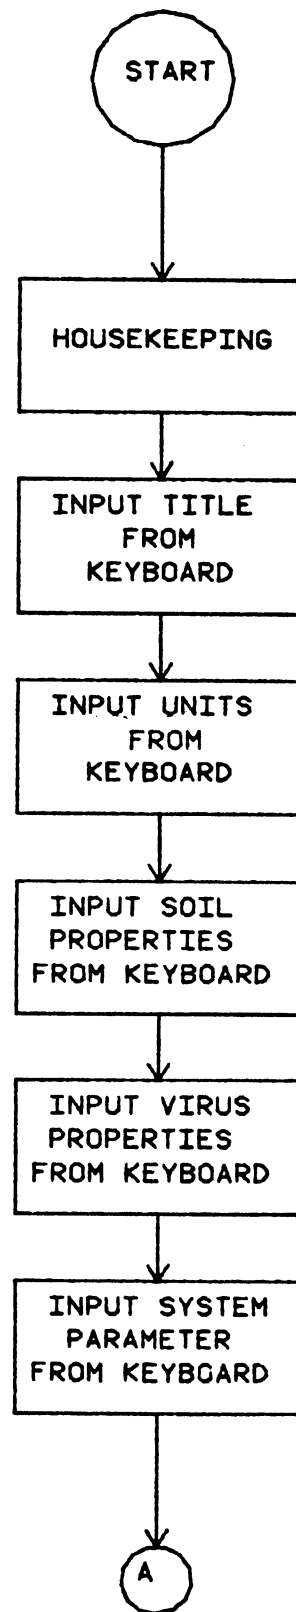 START
HOUSEKEEPING
INPUT TITLE
FROM
KEYBOARD
INPUT UNITS
FROM
KEYBOARD
INPUT SOIL
PROPERTIES
FROM KEYBOARD
INPUT VIRUS
PROPERTIES
FROM KEYBOARD
INPUT SYSTEM
PARAMETER
FROM KEYBOARD
A